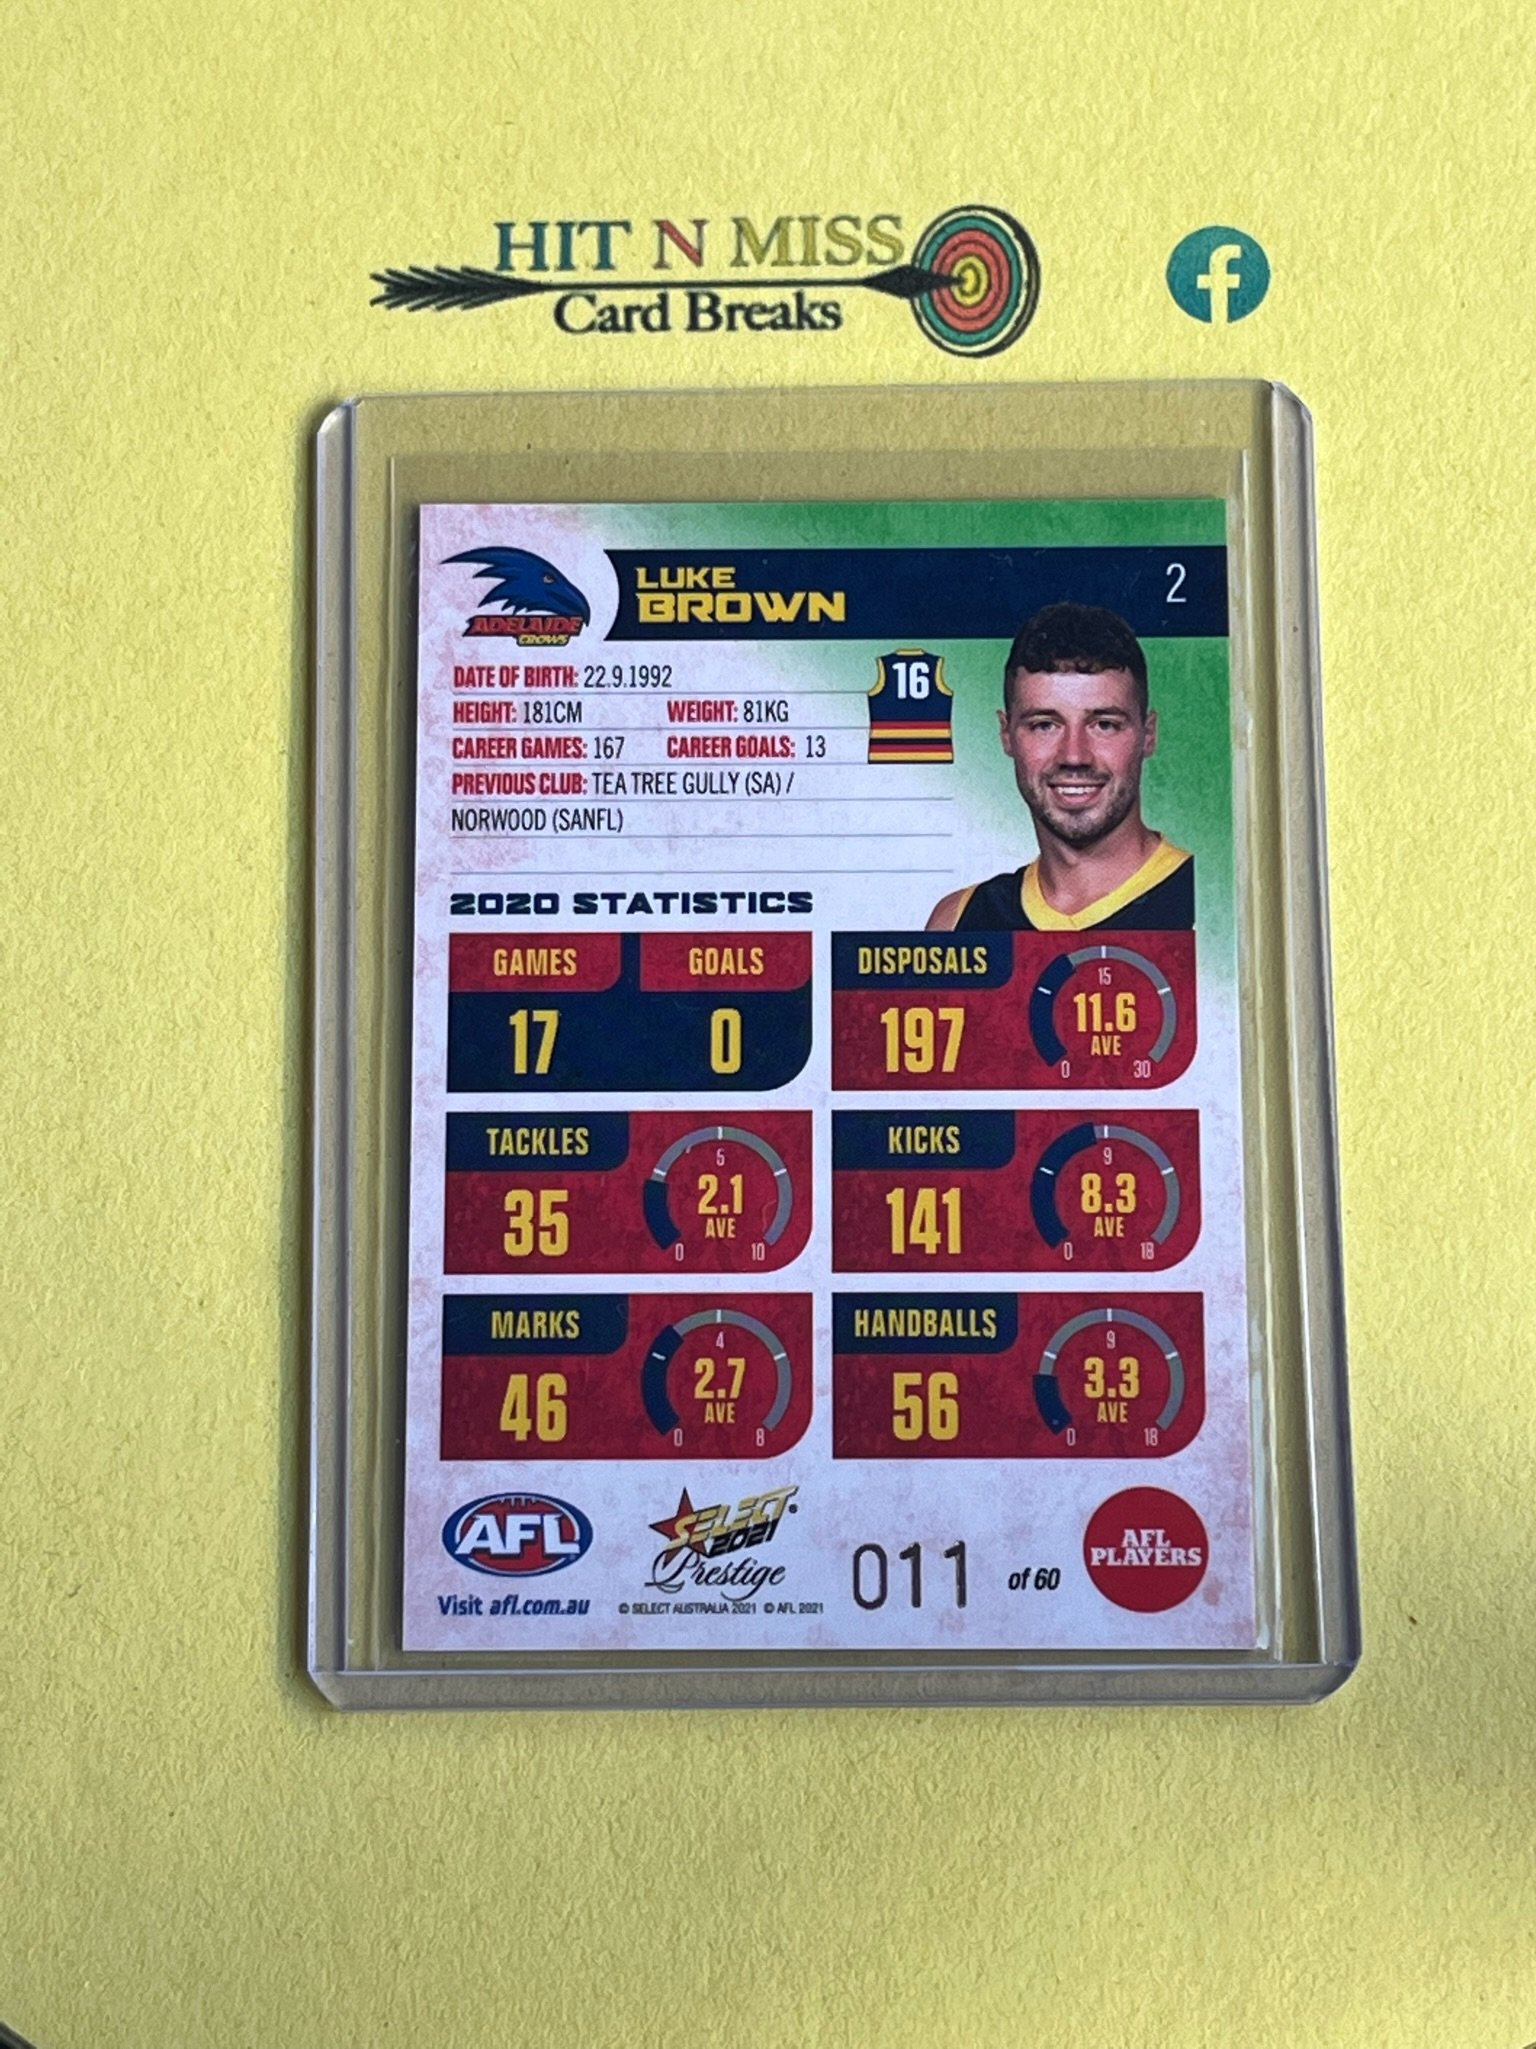 HIT N MISS
Card Breaks
f
LUKE
BROWN
2
ADELAIDE
CROWS
DATE OF BIRTH: 22.9.1992
16
HEIGHT: 181CM WEIGHT: 81KG
CAREER GAMES: 167 CAREER GOALS: 13
PREVIOUS CLUB: TEA TREE GULLY (SA) /
NORWOOD (SANFL)
2020 STATISTICS
GAMES
17
GOALS
0
DISPOSALS
197
15
11.6
AVE
0 30
TACKLES
35
5
2.1
AVE
0 10
KICKS
141
9
8.3
AVE
0 18
MARKS
46
4
2.7
AVE
0 8
HANDBALLS
56
9
3.3
AVE
0 18
AFL
Visit afl.com.au
SELECT®
2021
Prestige
© SELECT AUSTRALIA 2021 © AFL 2021
011 of 60
AFL
PLAYERS